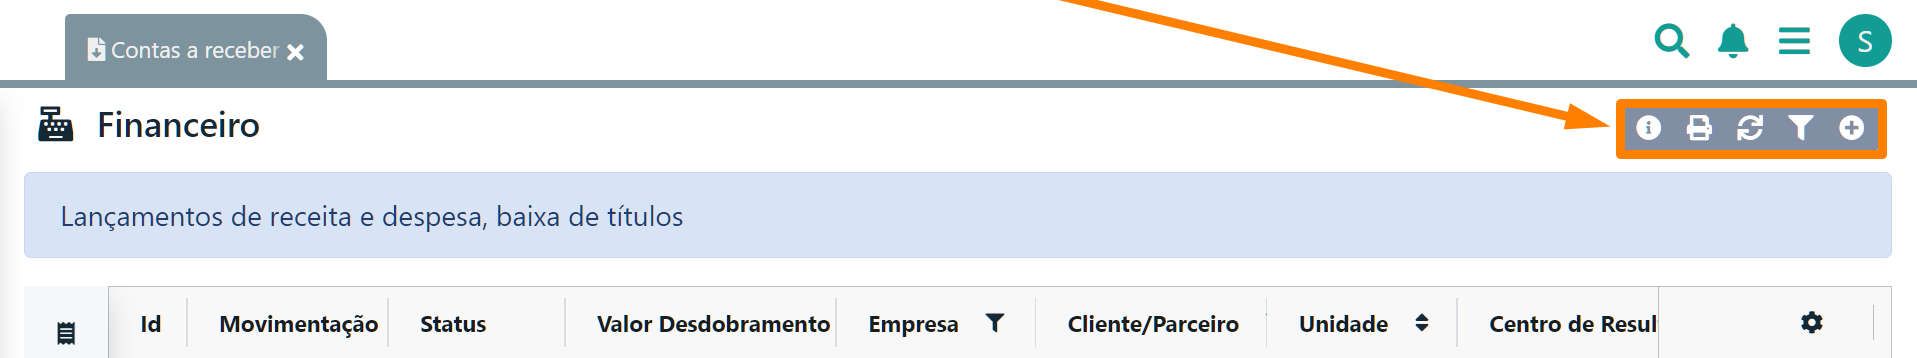 Contas a receber
S
Financeiro
Lançamentos de receita e despesa, baixa de títulos
Id Movimentação Status Valor Desdobramento Empresa Cliente/Parceiro Unidade Centro de Resul